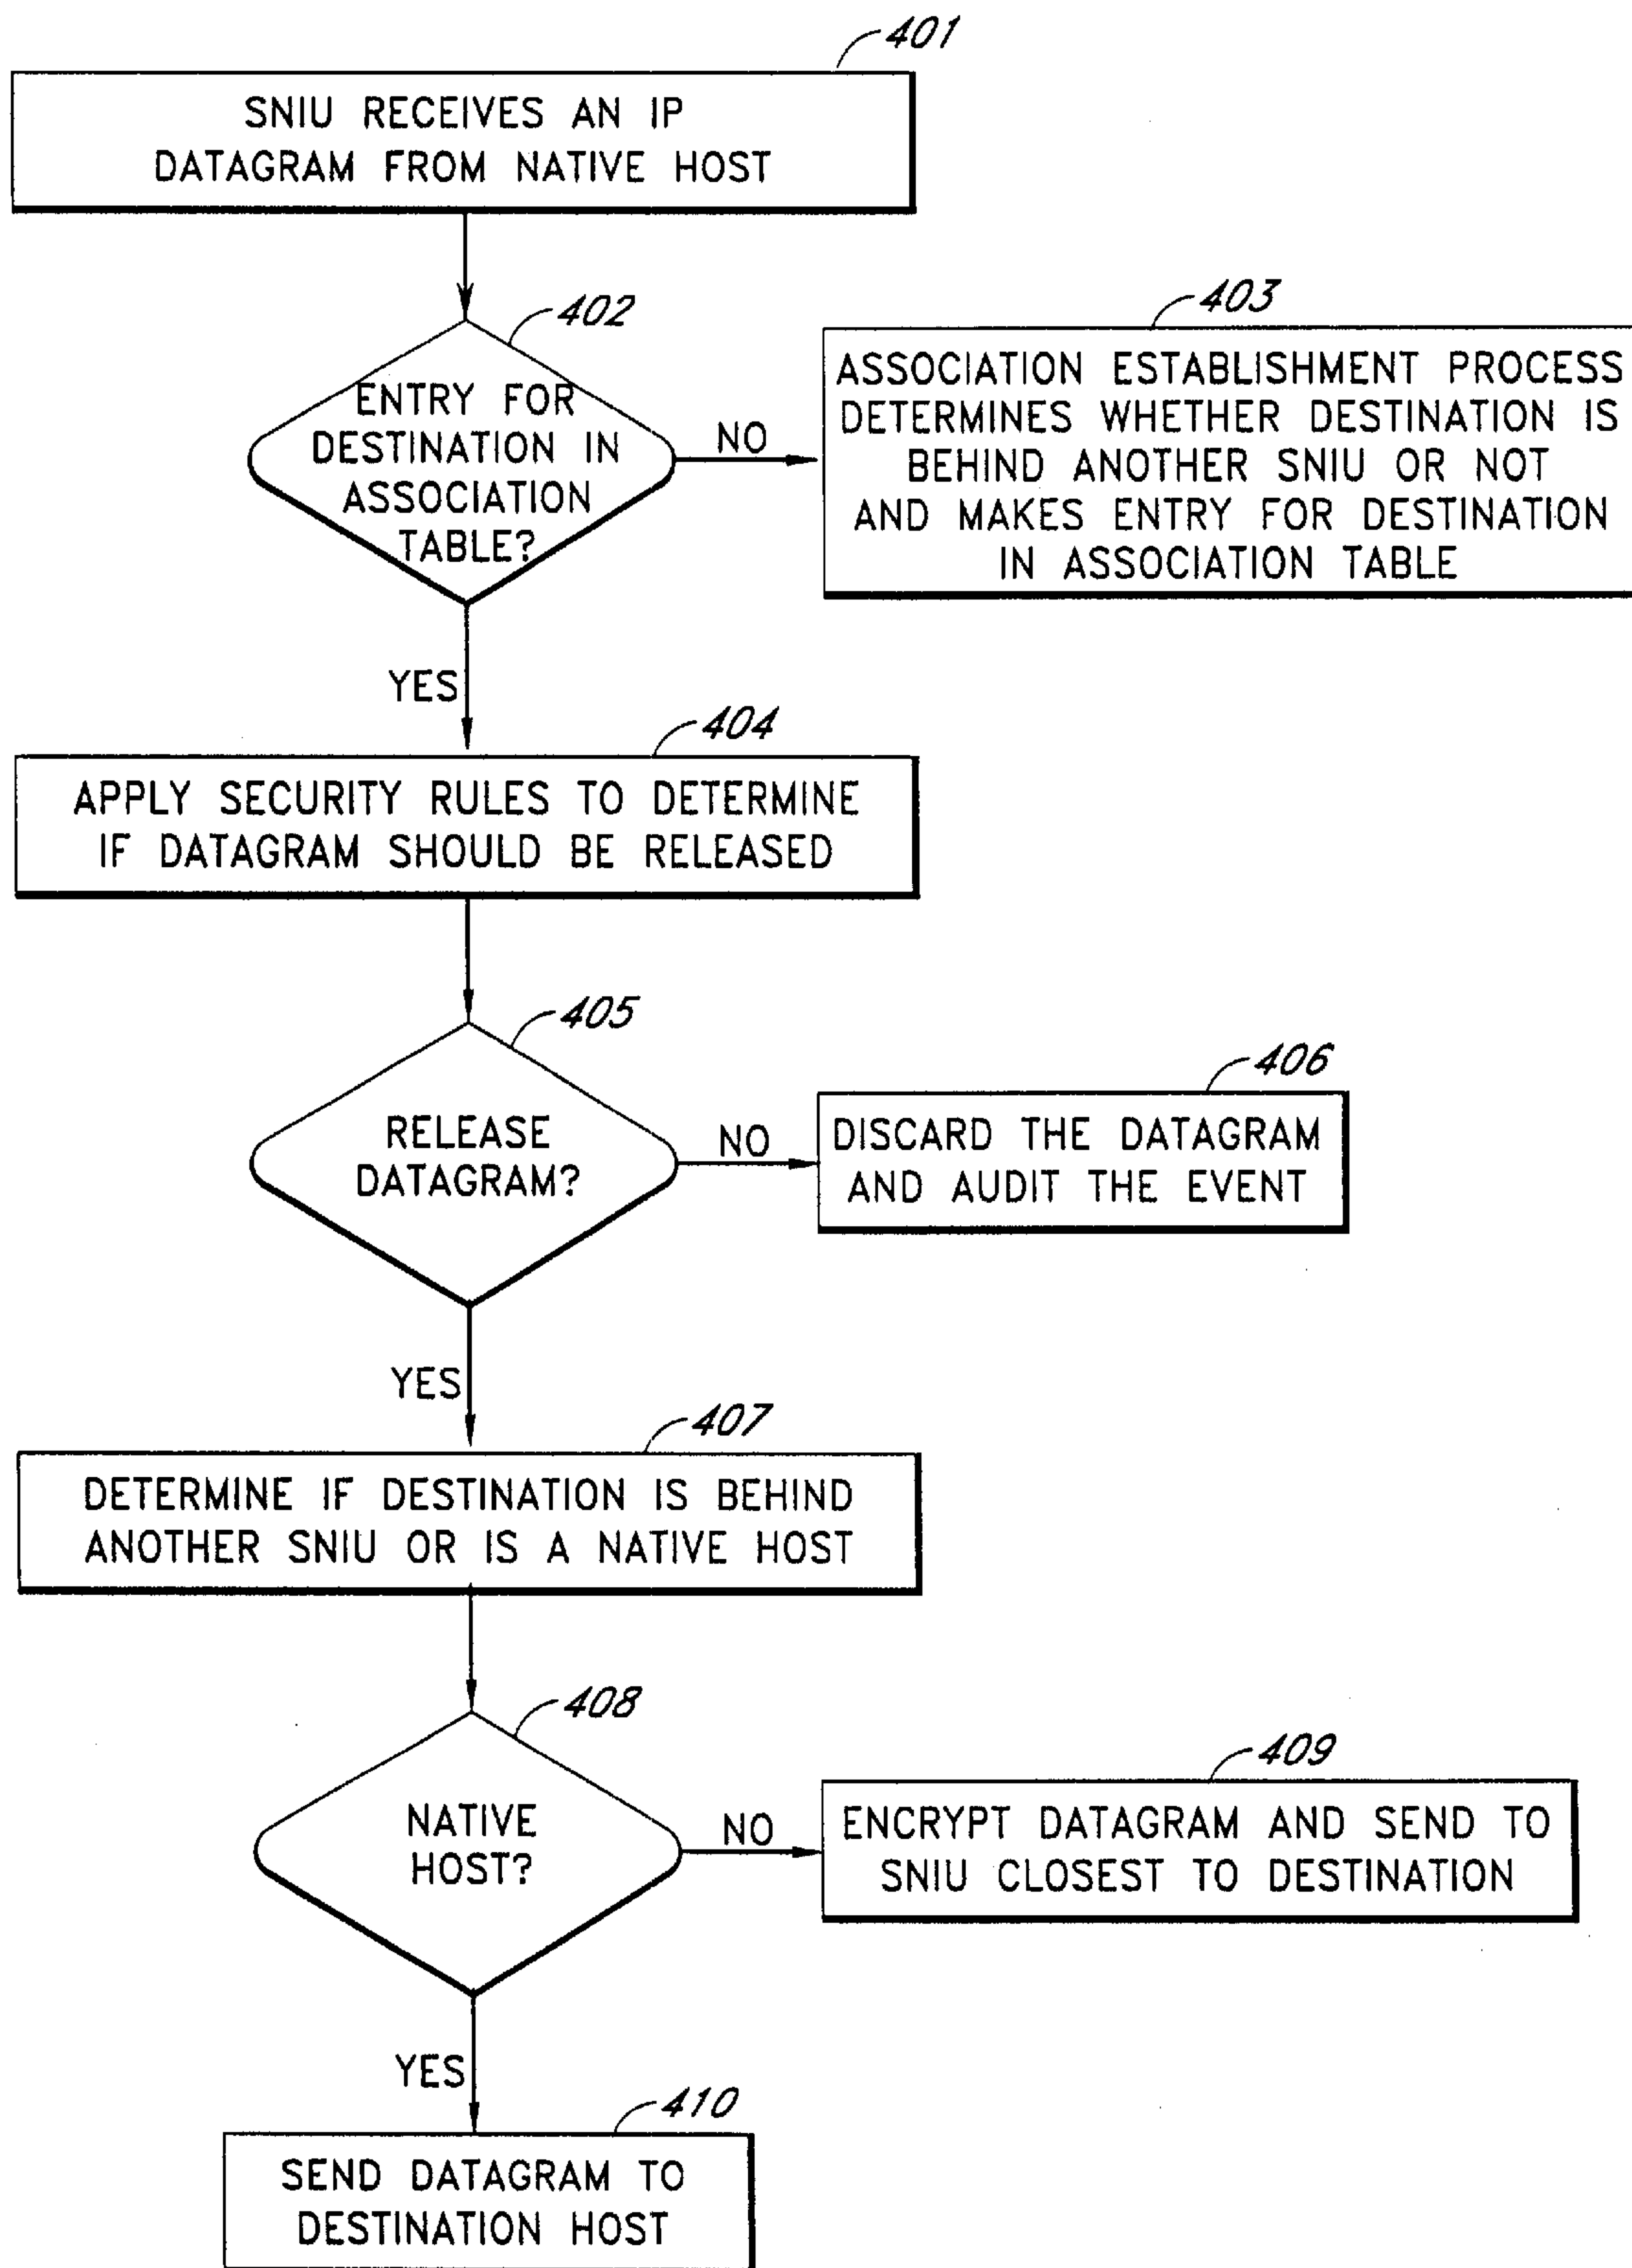 401
SNIU RECEIVES AN IP
DATAGRAM FROM NATIVE HOST
402
ENTRY FOR
DESTINATION IN
ASSOCIATION
TABLE?
NO
403
ASSOCIATION ESTABLISHMENT PROCESS
DETERMINES WHETHER DESTINATION IS
BEHIND ANOTHER SNIU OR NOT
AND MAKES ENTRY FOR DESTINATION
IN ASSOCIATION TABLE
YES
404
APPLY SECURITY RULES TO DETERMINE
IF DATAGRAM SHOULD BE RELEASED
405
RELEASE
DATAGRAM?
NO
406
DISCARD THE DATAGRAM
AND AUDIT THE EVENT
YES
407
DETERMINE IF DESTINATION IS BEHIND
ANOTHER SNIU OR IS A NATIVE HOST
408
NATIVE
HOST?
NO
409
ENCRYPT DATAGRAM AND SEND TO
SNIU CLOSEST TO DESTINATION
YES
410
SEND DATAGRAM TO
DESTINATION HOST